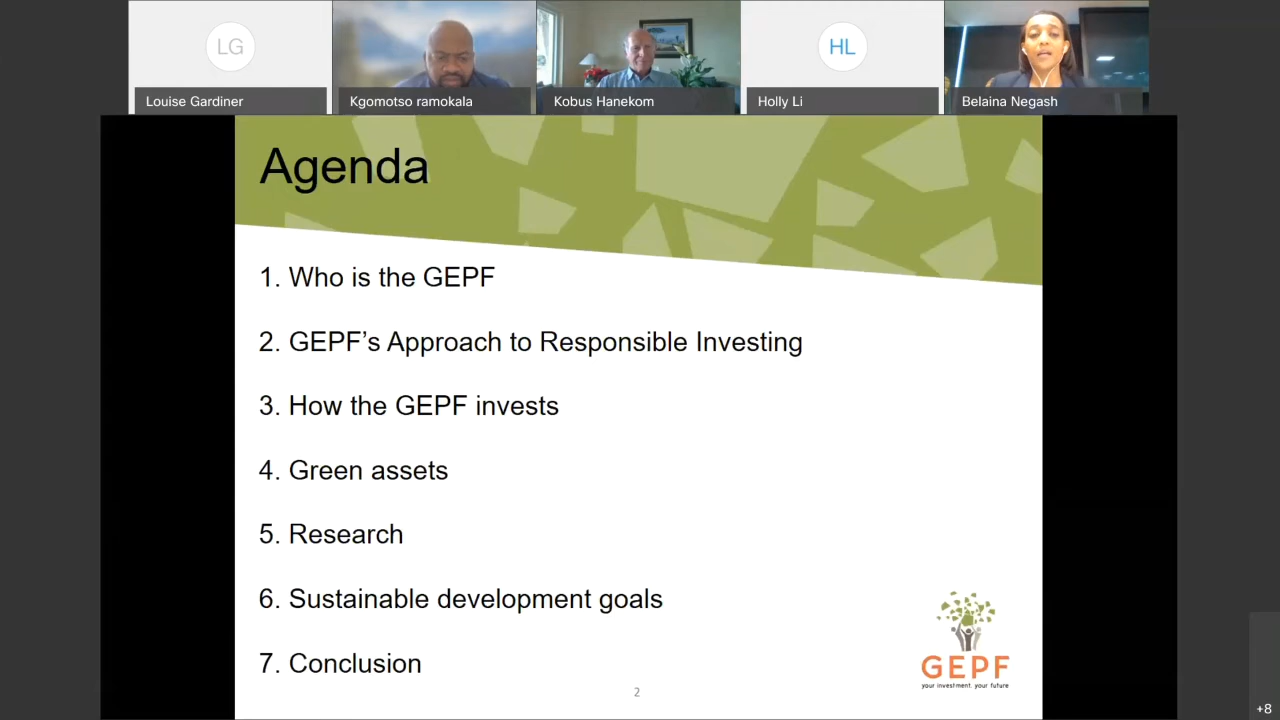 LG
HL
Louise Gardiner
Kgomotso ramokala
Kobus Hanekom
Holly Li
Belaina Negash
Agenda
1. Who is the GEPF
2. GEPF’s Approach to Responsible Investing
3. How the GEPF invests
4. Green assets
5. Research
6. Sustainable development goals
7. Conclusion
GEPF
your investment. your future
2
+8